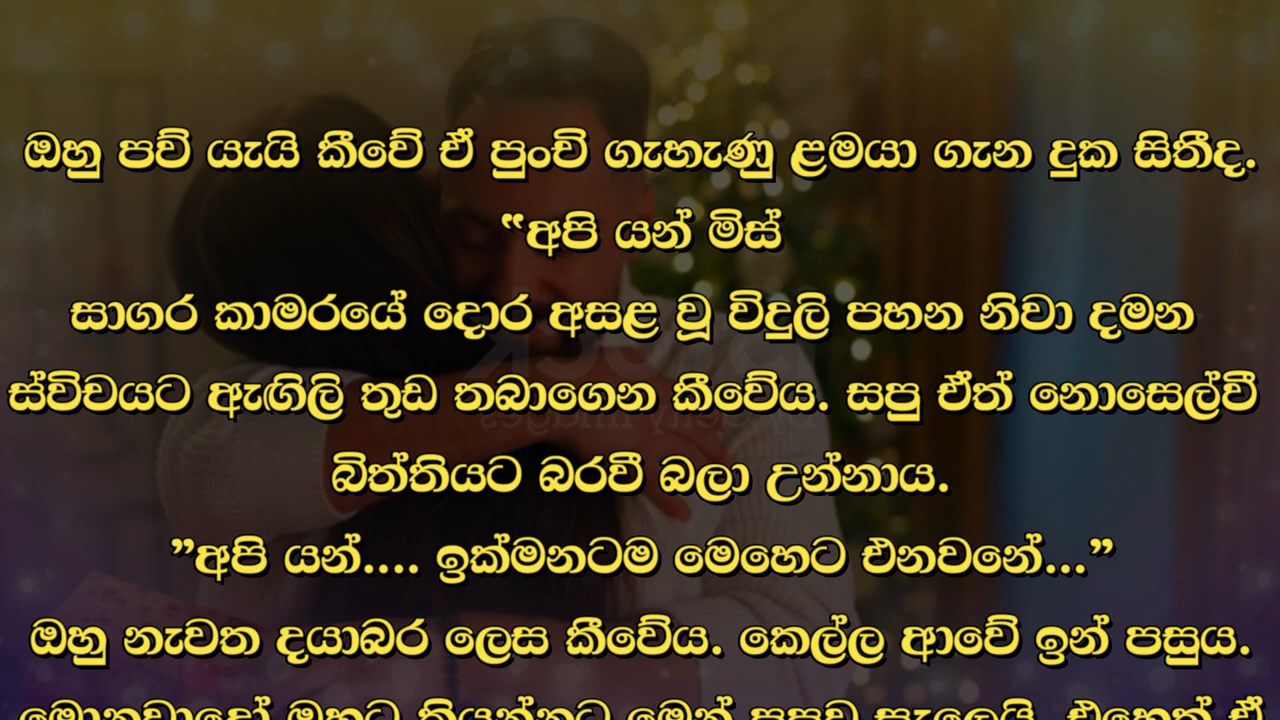 ඔහු පව් යැයි කීවේ ඒ පුංචි ගැහැණු ළමයා ගැන දුක සිතීද.
“අපි යන් මිස්
සාගර කාමරයේ දොර අසළ වූ විදුලි පහන නිවා දමන
ස්විචයට ඇඟිලි තුඩ තබාගෙන කීවේය. සපු ඒත් නොසෙල්වී
බිත්තියට බරවී බලා උන්නාය.
”අපි යන්.... ඉක්මනටම මෙහෙට එනවනේ...”
ඔහු නැවත දයාබර ලෙස කීවේය. කෙල්ල ආවේ ඉන් පසුය.